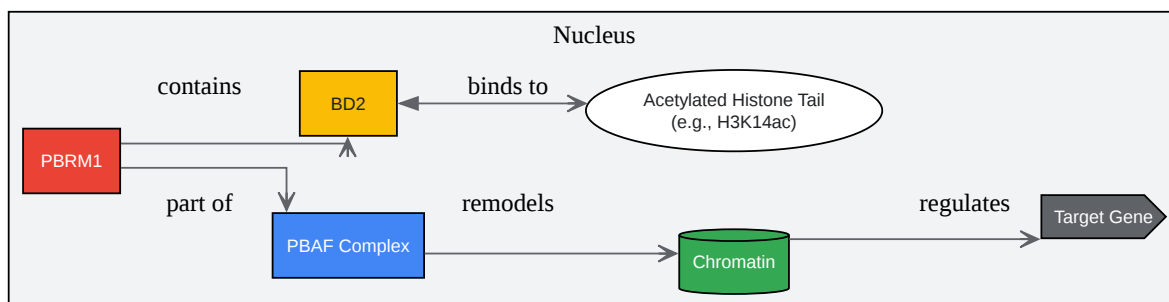 Nucleus
contains
BD2
binds to
Acetylated Histone Tail
(e.g., H3K14ac)
PBRM1
part of
PBAF Complex
remodels
Chromatin
regulates
Target Gene